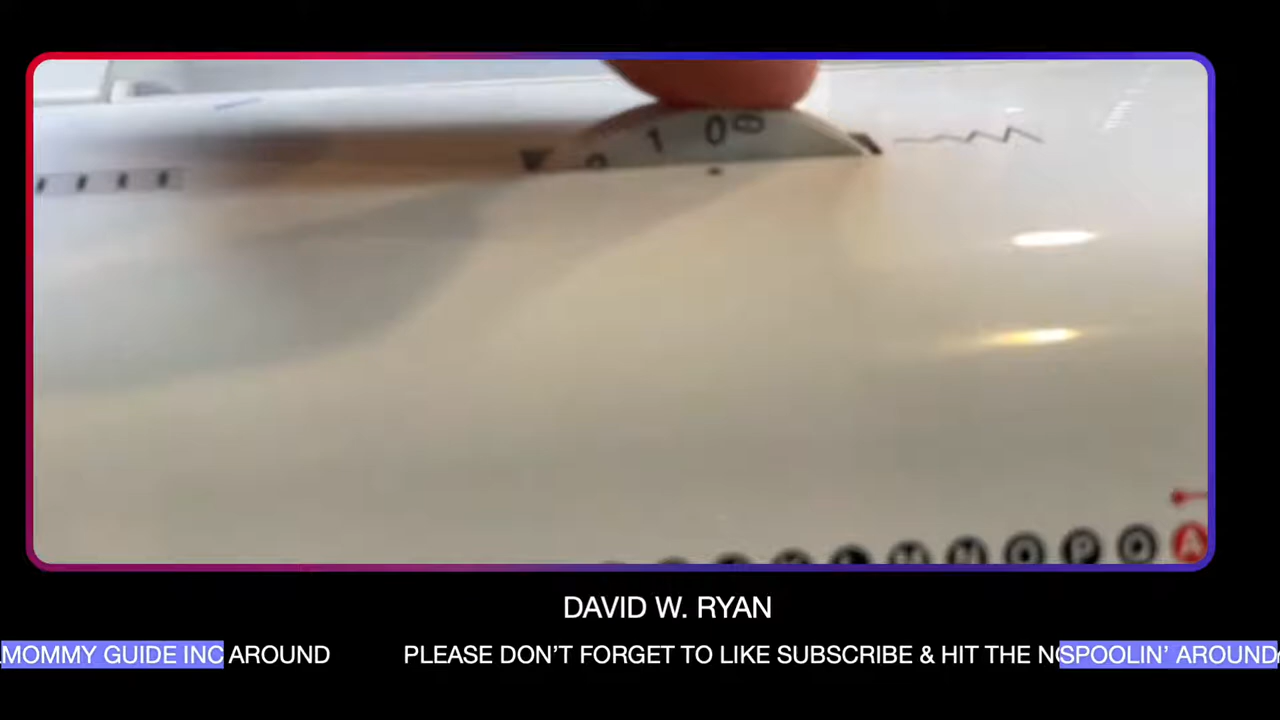 1 0
M N O P Q A
DAVID W. RYAN
MOMMY GUIDE INC AROUND PLEASE DON’T FORGET TO LIKE SUBSCRIBE & HIT THE SPOOLIN’ AROUND